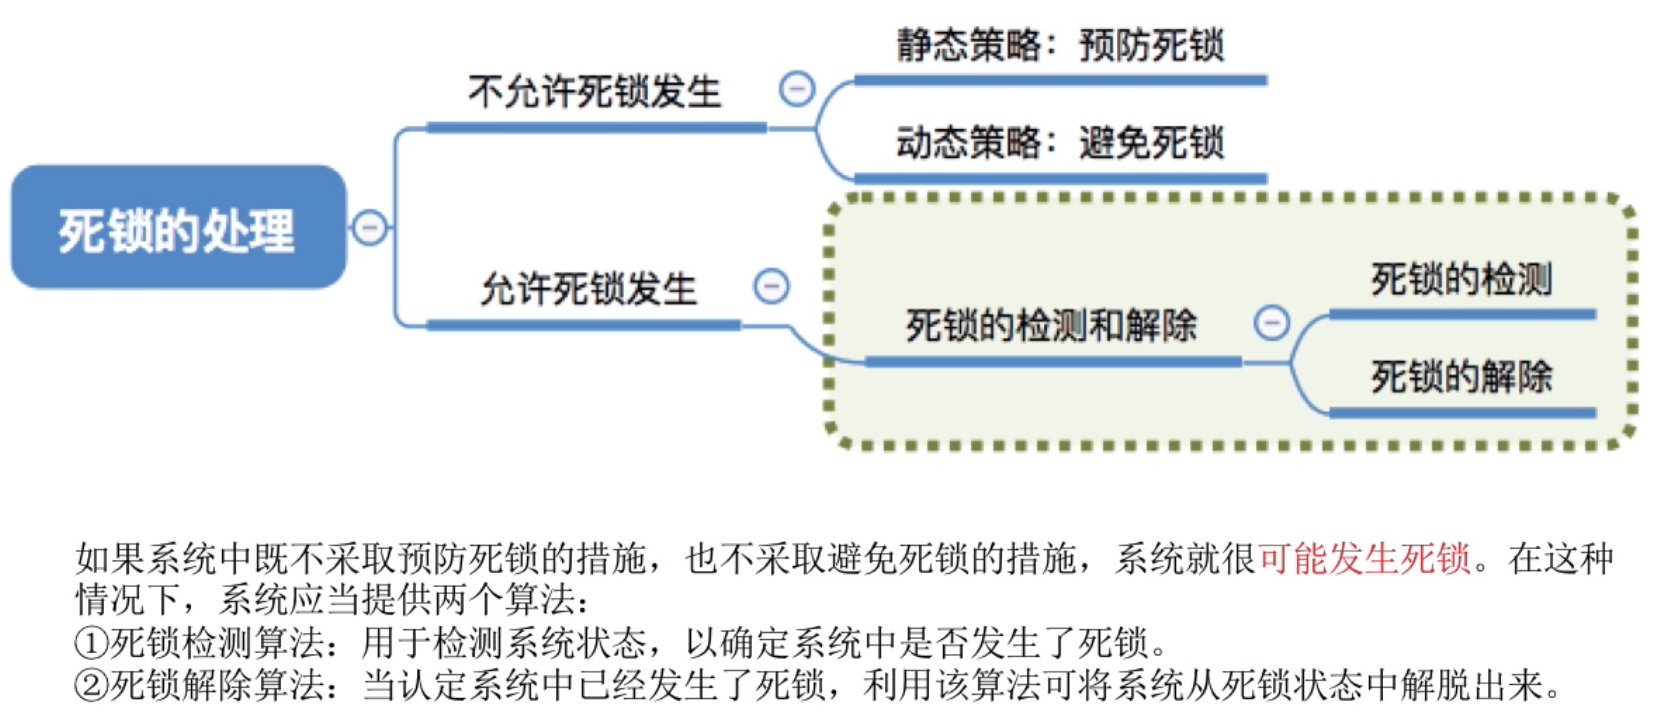 静态策略：预防死锁
不允许死锁发生
动态策略：避免死锁
死锁的处理
允许死锁发生
死锁的检测
死锁的检测和解除
死锁的解除
如果系统中既不采取预防死锁的措施，也不采取避免死锁的措施，系统就很可能发生死锁。在这种
情况下，系统应当提供两个算法：
①死锁检测算法：用于检测系统状态，以确定系统中是否发生了死锁。
②死锁解除算法：当认定系统中已经发生了死锁，利用该算法可将系统从死锁状态中解脱出来。